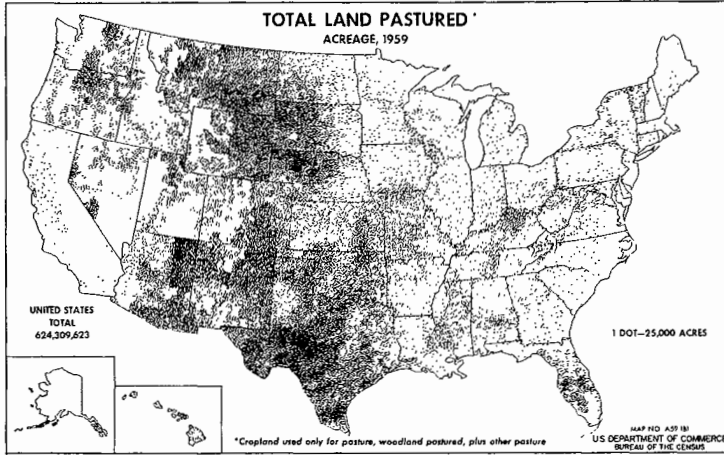 TOTAL LAND PASTURED*
ACREAGE, 1959
UNITED STATES
TOTAL
624,309,623
1 DOT—25,000 ACRES
*Cropland used only for pasture, woodland pastured, plus other pasture
MAP NO. A59 181
U S DEPARTMENT OF COMMERCE
BUREAU OF THE CENSUS